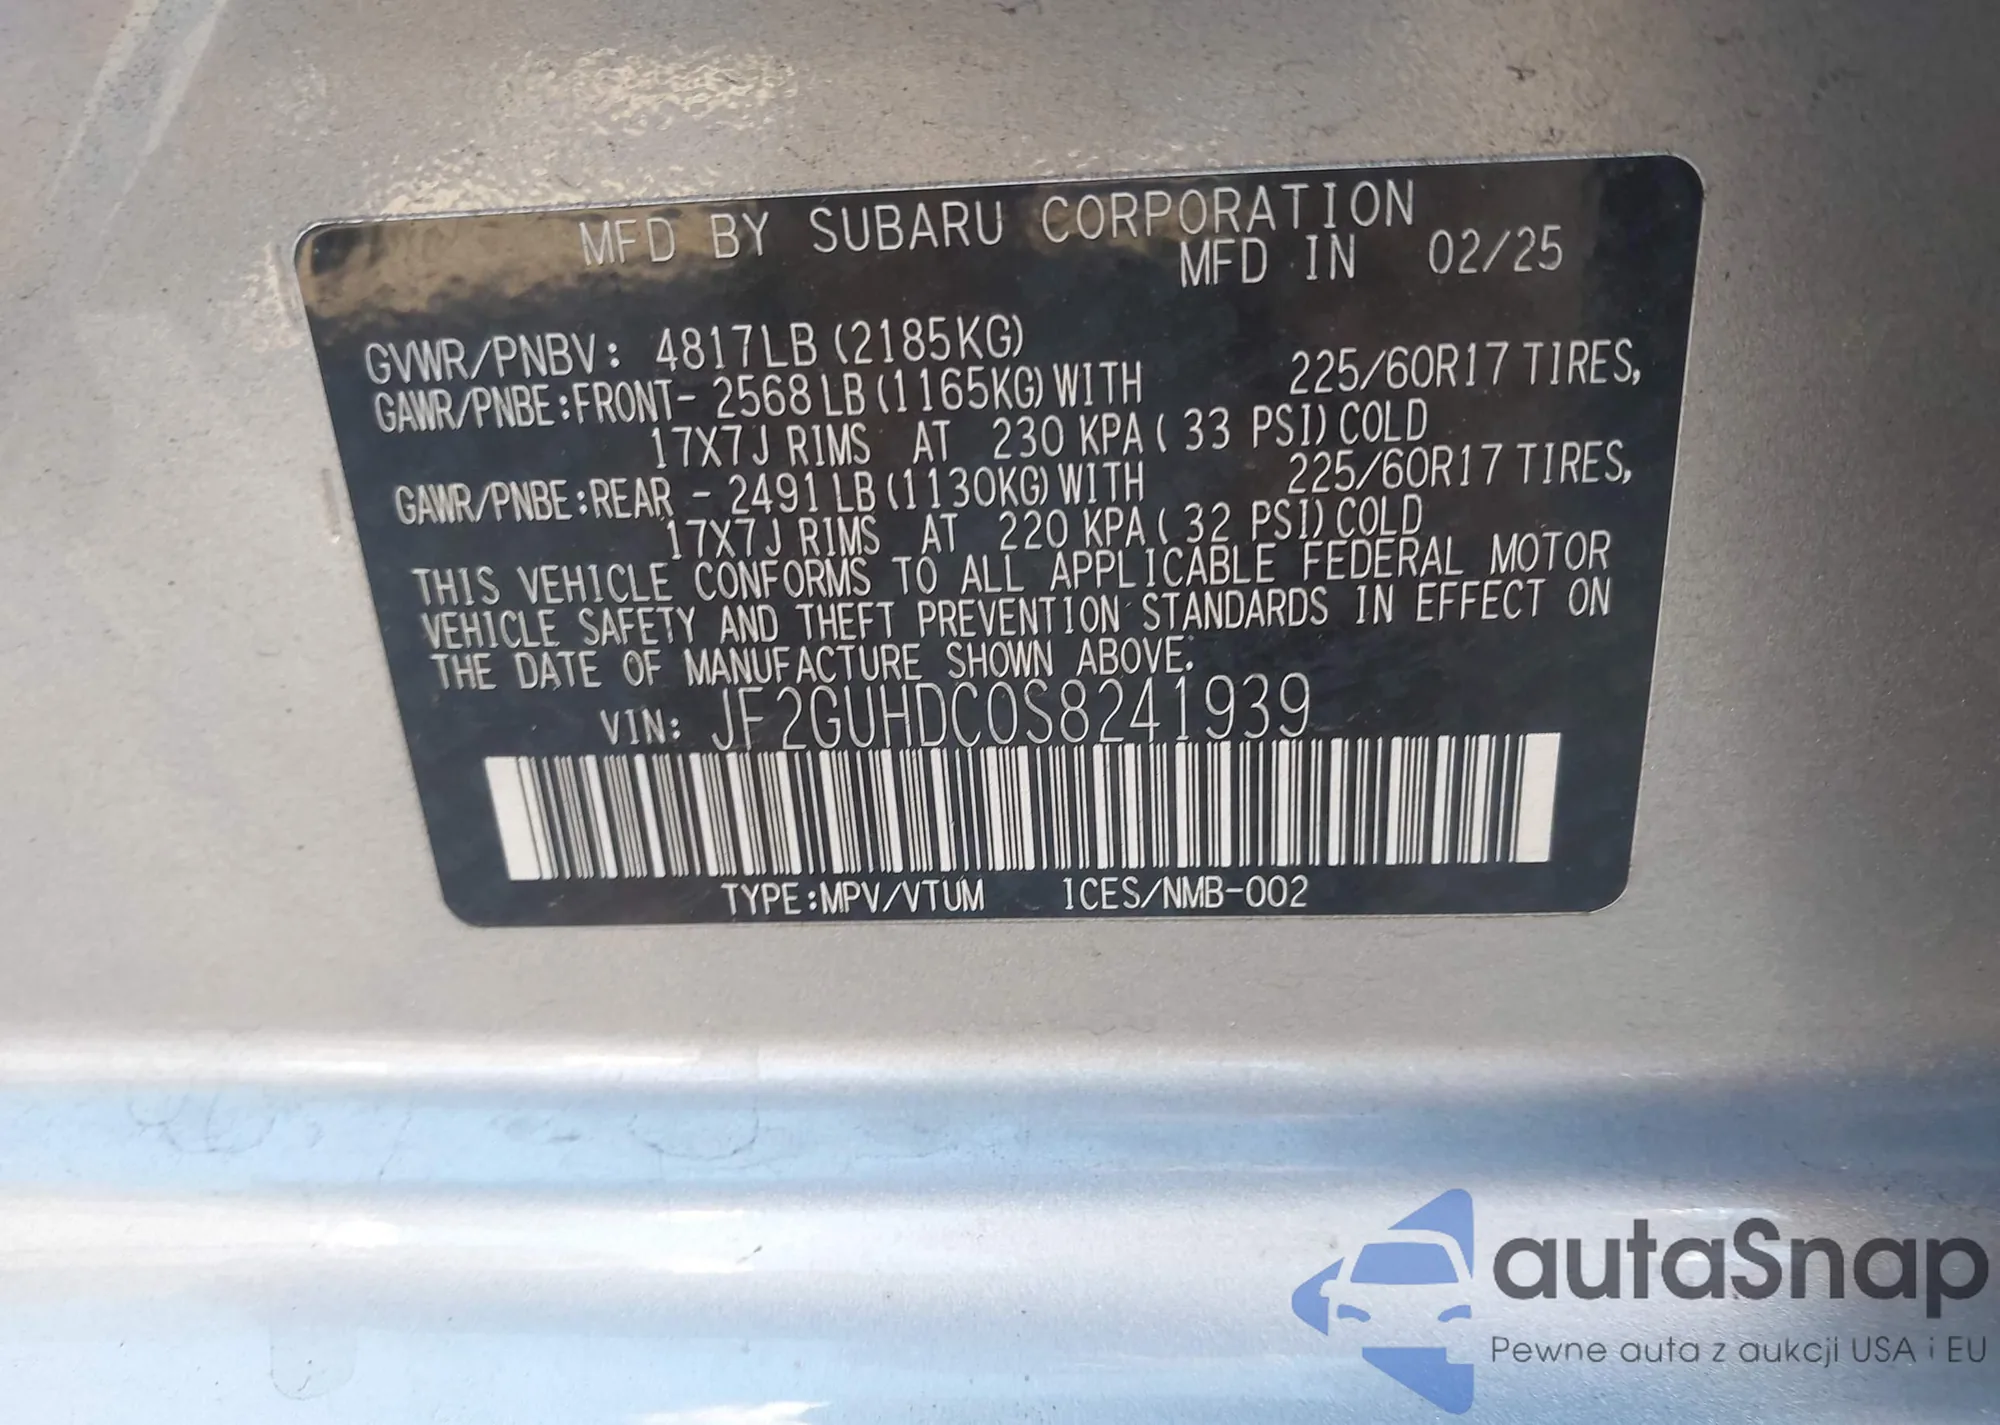 MFD BY SUBARU CORPORATION
MFD IN 02/25
GVWR/PNBV: 4817LB (2185KG)
GAWR/PNBE:FRONT- 2568LB (1165KG) WITH 225/60R17 TIRES,
17X7J RIMS AT 230 KPA ( 33 PSI) COLD
GAWR/PNBE:REAR - 2491LB (1130KG) WITH 225/60R17 TIRES,
17X7J RIMS AT 220 KPA ( 32 PSI) COLD
THIS VEHICLE CONFORMS TO ALL APPLICABLE FEDERAL MOTOR
VEHICLE SAFETY AND THEFT PREVENTION STANDARDS IN EFFECT ON
THE DATE OF MANUFACTURE SHOWN ABOVE.
VIN: JF2GUHDC0S8241939
TYPE:MPV/VTUM ICES/NMB-002
autaSnap
Pewne auta z aukcji USA i EU